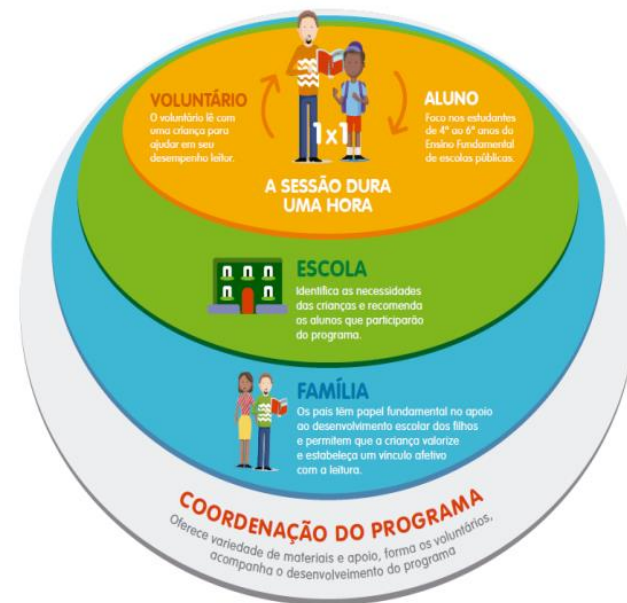 VOLUNTÁRIO
O voluntário lê com
uma criança para
ajudar em seu
desempenho leitor.
1x1
ALUNO
Foco nos estudantes
de 4º ao 6º anos do
Ensino Fundamental
de escolas públicas.
A SESSÃO DURA
UMA HORA
ESCOLA
Identifica as necessidades
das crianças e recomenda
os alunos que participarão
do programa.
FAMÍLIA
Os pais têm papel fundamental no apoio
ao desenvolvimento escolar dos filhos
e permitem que a criança valorize
e estabeleça um vínculo afetivo
com a leitura.
COORDENAÇÃO DO PROGRAMA
Oferece variedade de materiais e apoio, forma os voluntários,
acompanha o desenvolveimento do programa